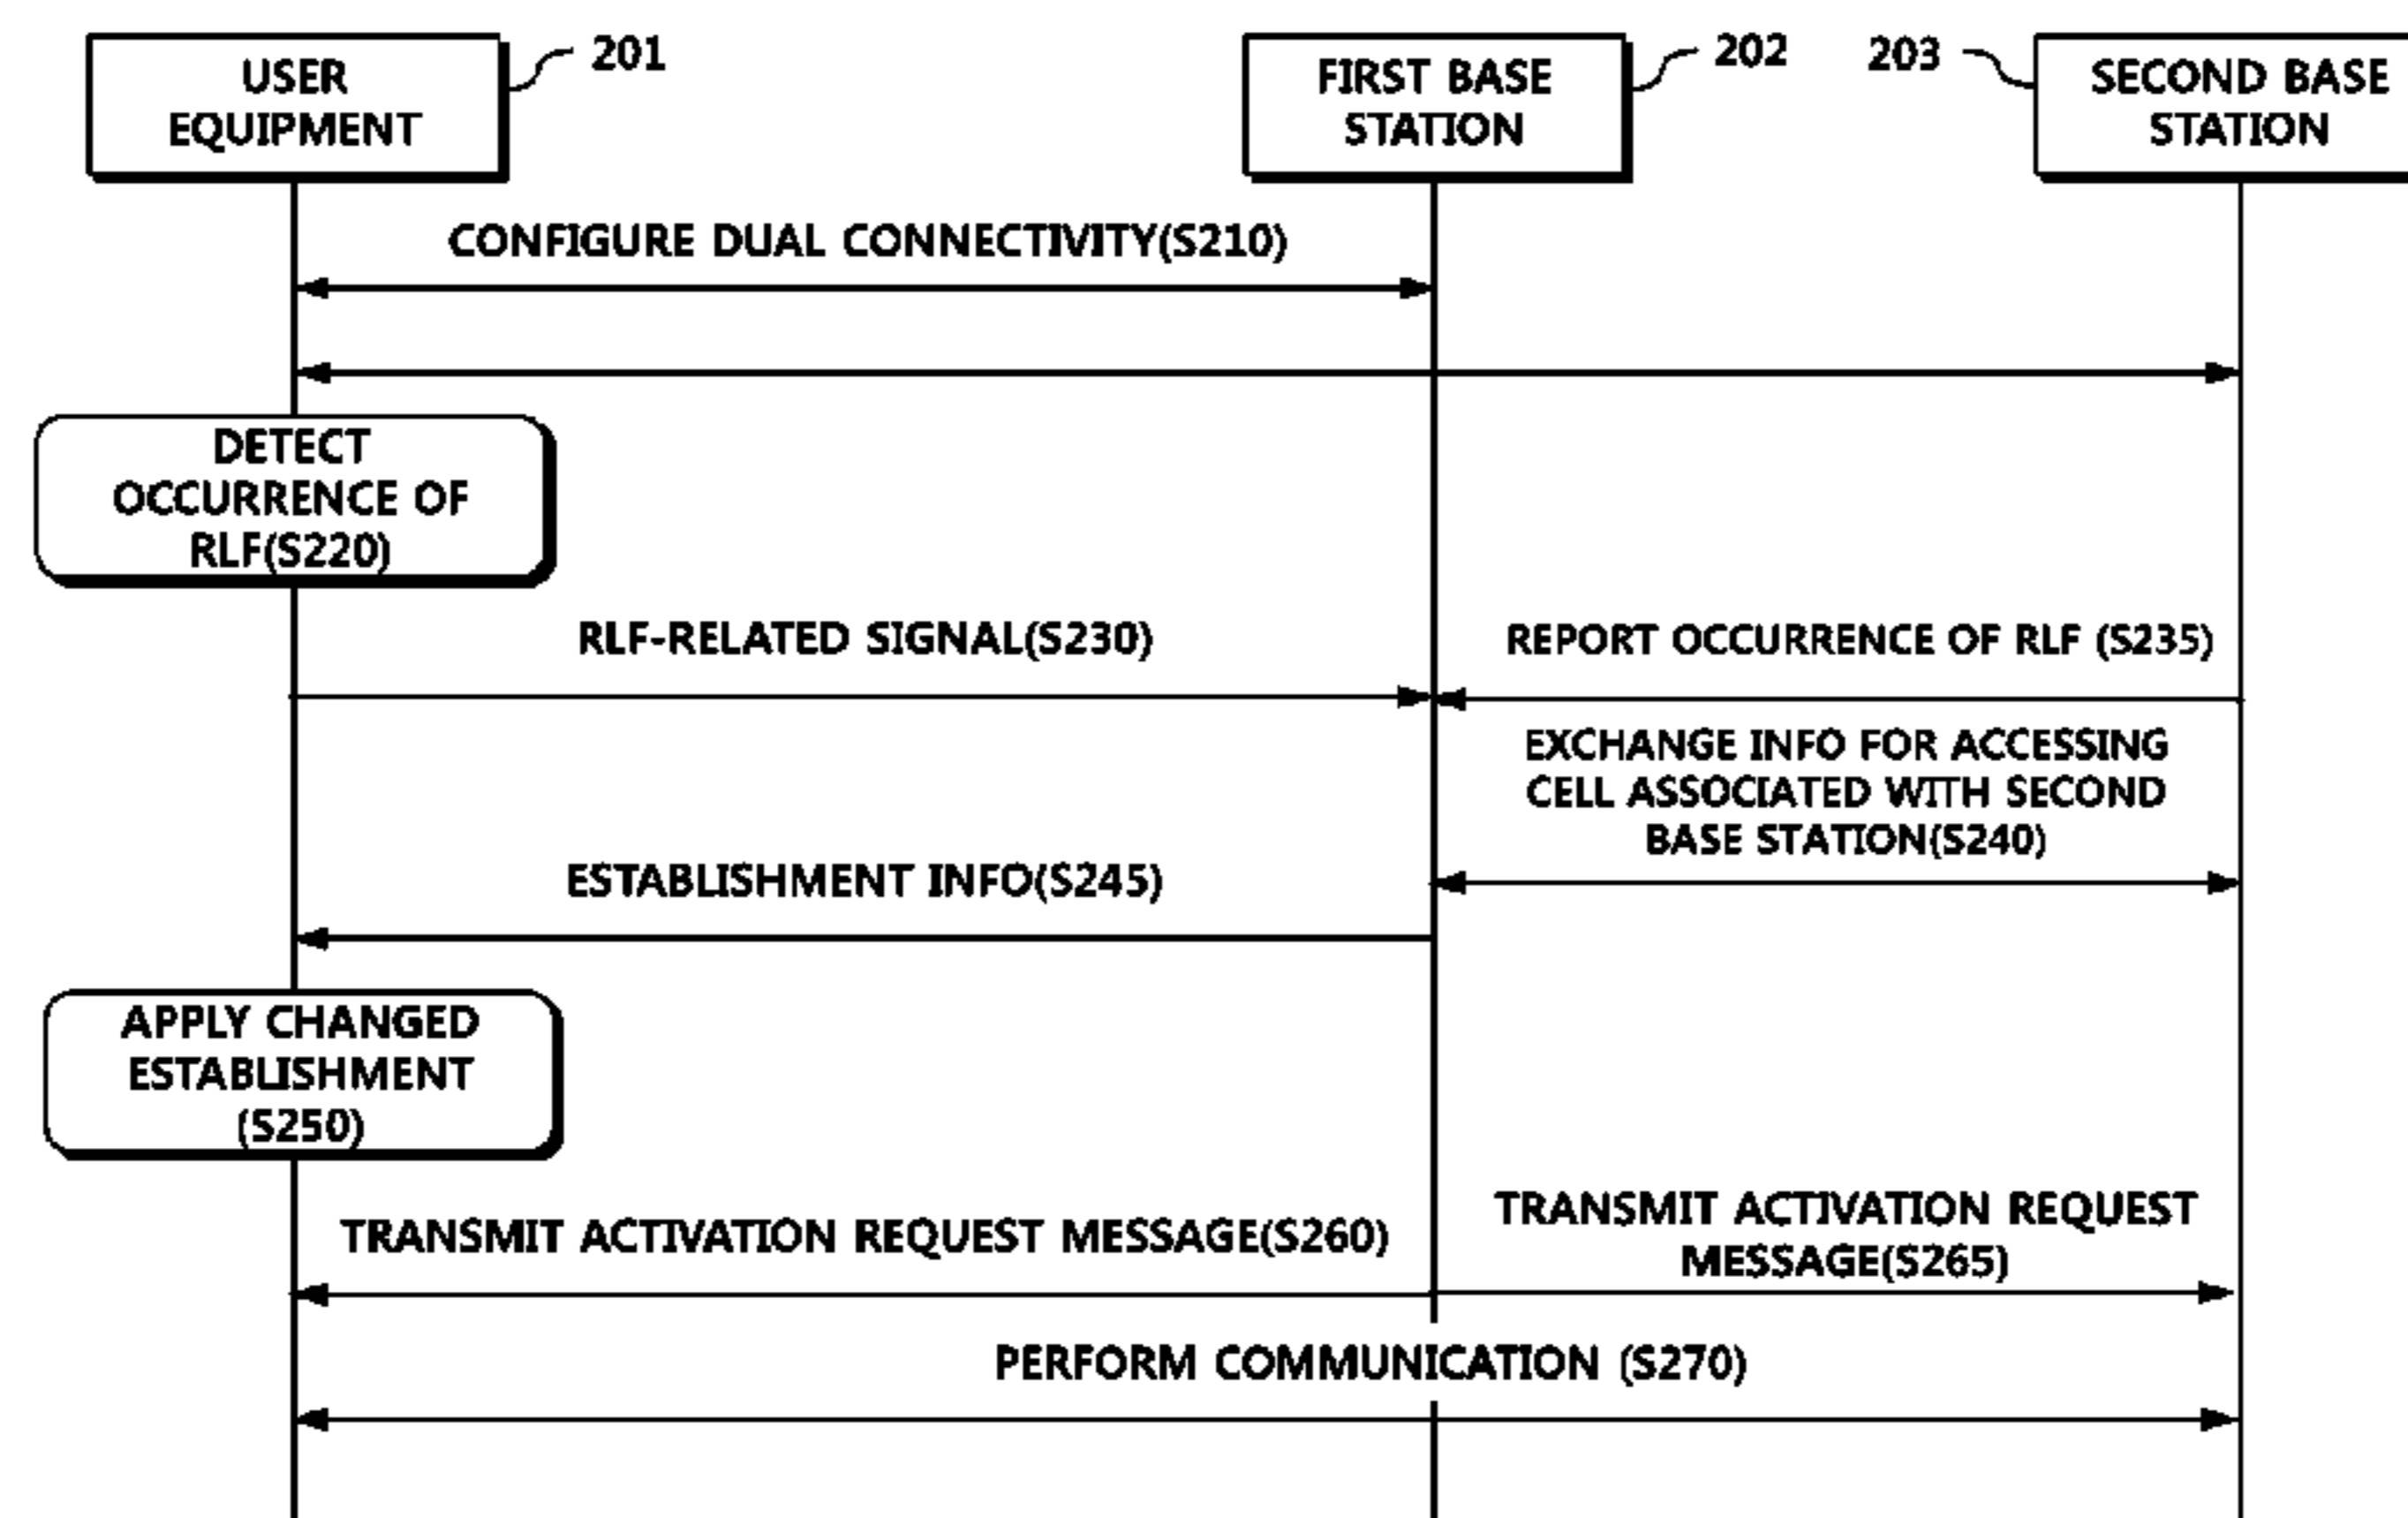 USER
EQUIPMENT
201
FIRST BASE
STATION
202
203
SECOND BASE
STATION
CONFIGURE DUAL CONNECTIVITY(S210)
DETECT
OCCURRENCE OF
RLF(S220)
RLF-RELATED SIGNAL(S230)
REPORT OCCURRENCE OF RLF (S235)
EXCHANGE INFO FOR ACCESSING
CELL ASSOCIATED WITH SECOND
BASE STATION(S240)
ESTABLISHMENT INFO(S245)
APPLY CHANGED
ESTABLISHMENT
(S250)
TRANSMIT ACTIVATION REQUEST MESSAGE(S260)
TRANSMIT ACTIVATION REQUEST
MESSAGE(S265)
PERFORM COMMUNICATION (S270)